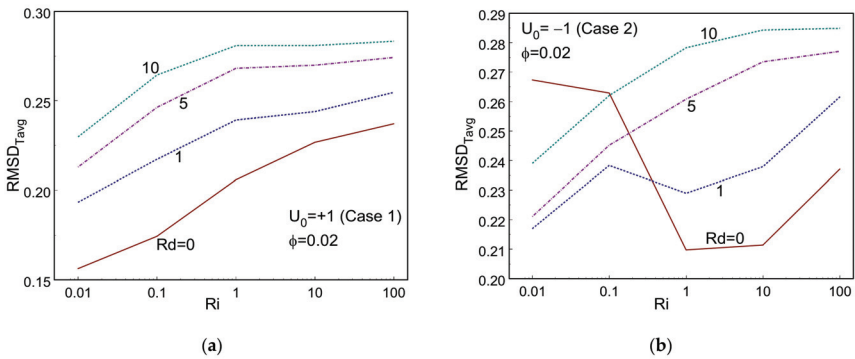 0.30
0.25
0.20
0.15
RMSD_Tavg
10
5
1
Rd=0
U₀=+1 (Case 1)
ϕ=0.02
0.01 0.1 1 10 100
Ri
(a)
0.29
0.28
0.27
0.26
0.25
0.24
0.23
0.22
0.21
0.20
RMSD_Tavg
U₀= −1 (Case 2)
ϕ=0.02
10
5
1
Rd=0
0.01 0.1 1 10 100
Ri
(b)